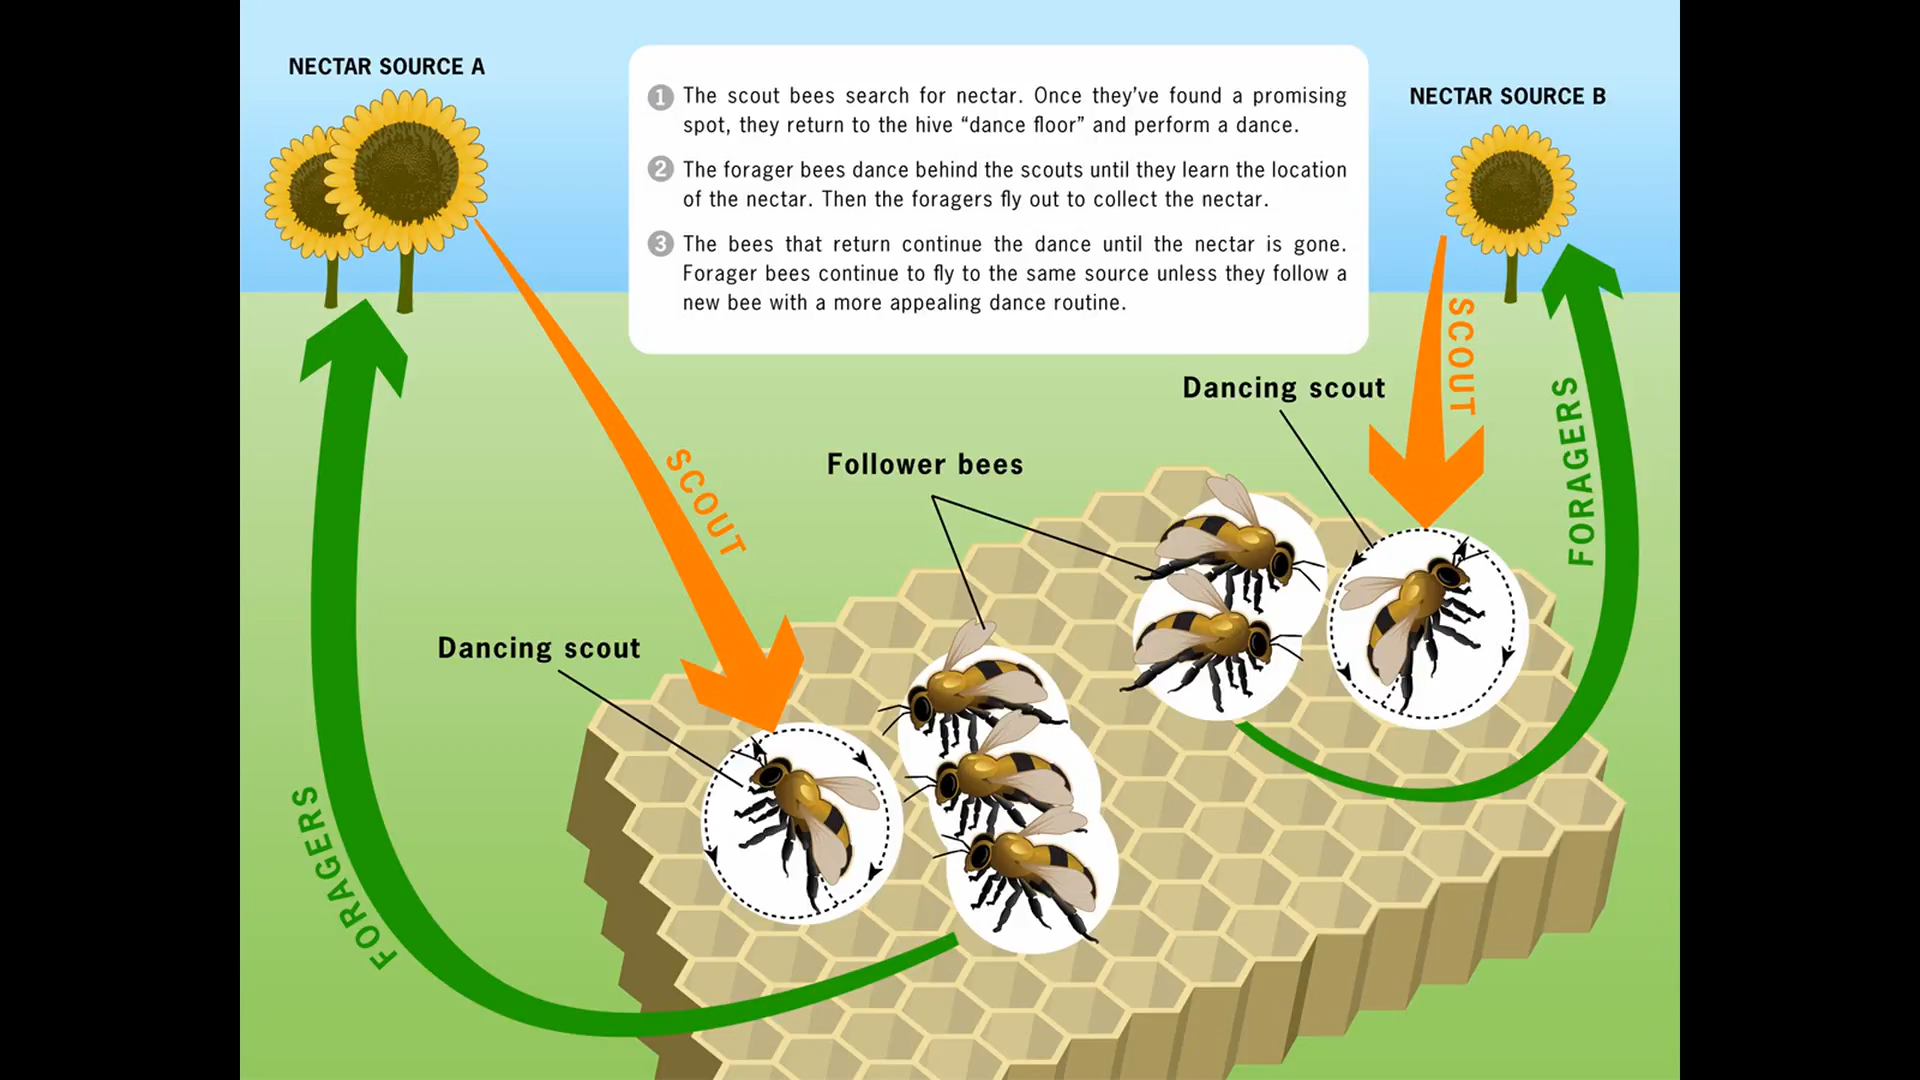 NECTAR SOURCE A
NECTAR SOURCE B
1 The scout bees search for nectar. Once they’ve found a promising
spot, they return to the hive “dance floor” and perform a dance.
2 The forager bees dance behind the scouts until they learn the location
of the nectar. Then the foragers fly out to collect the nectar.
3 The bees that return continue the dance until the nectar is gone.
Forager bees continue to fly to the same source unless they follow a
new bee with a more appealing dance routine.
SCOUT
Dancing scout
FORAGERS
Follower bees
SCOUT
Dancing scout
FORAGERS